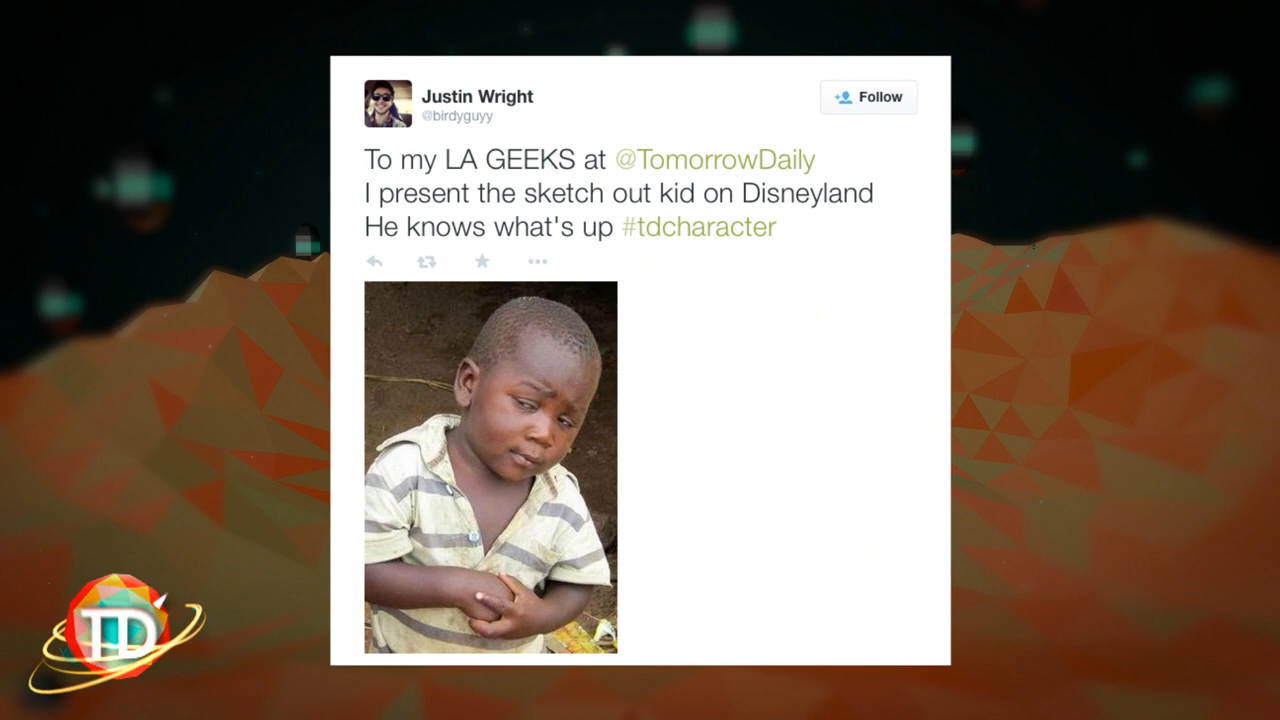 Justin Wright
@birdyguyy
Follow
To my LA GEEKS at @TomorrowDaily
I present the sketch out kid on Disneyland
He knows what's up #tdcharacter
TD